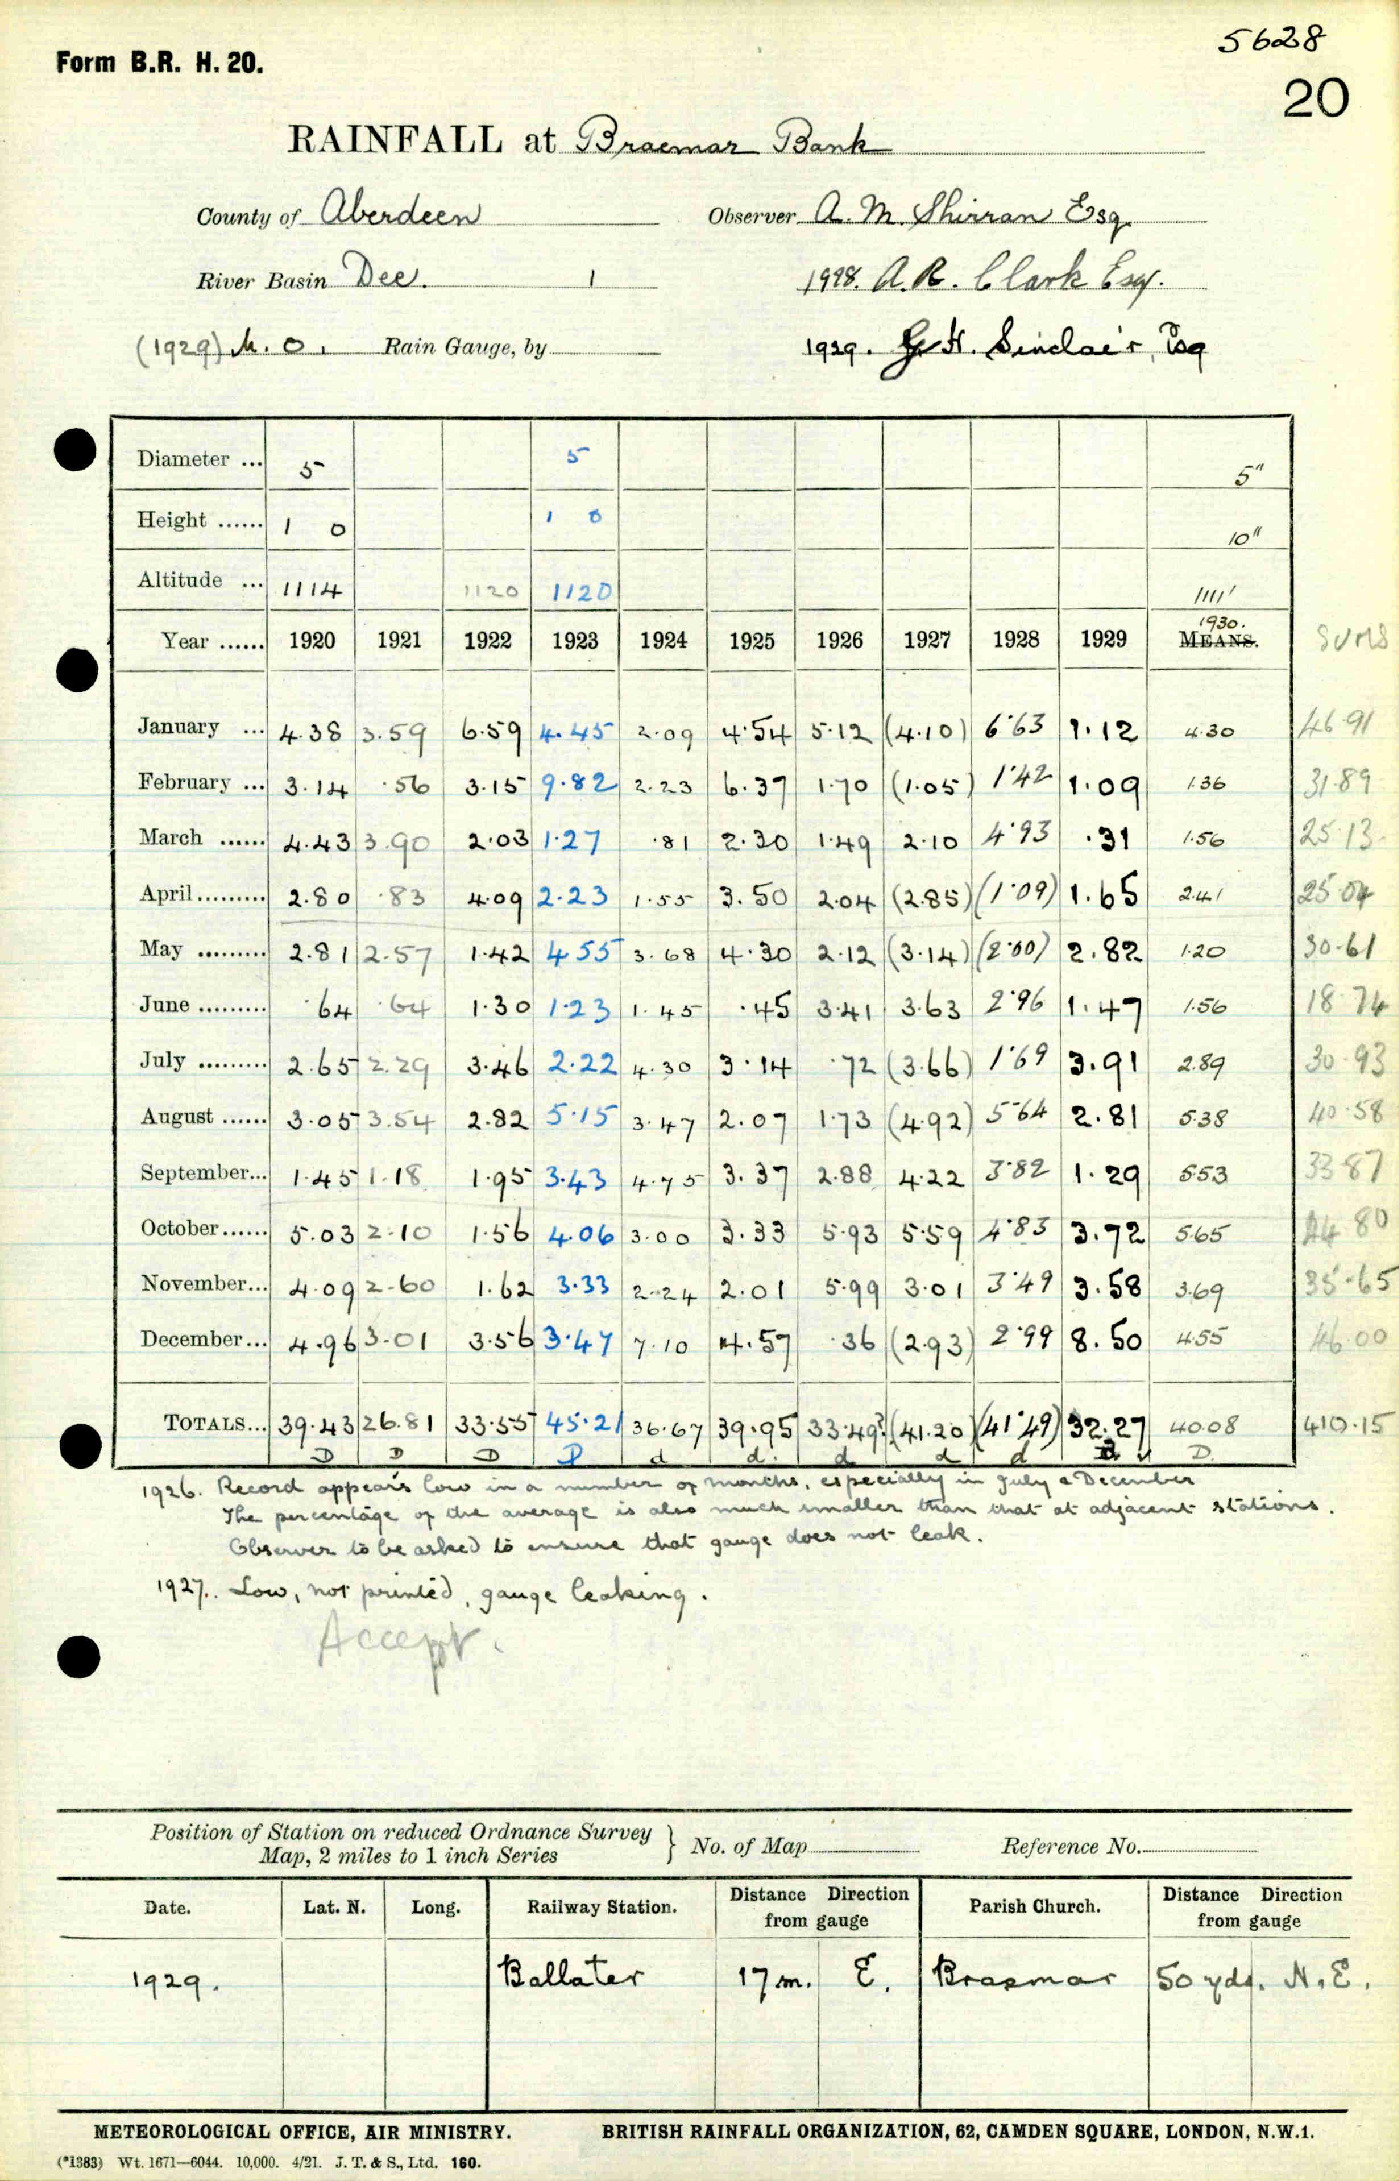 5628
Form B.R. H. 20.
20
RAINFALL at Braemar Bank
County of Aberdeen Observer A. M. Shirran Esq
River Basin Dee. 1 1928. A. R. Clark Esq.
(1929) M. O. Rain Gauge, by 1929. G H. Sinclair, Esq
Diameter ... 5 5 5"
Height ...... 1 0 1 0 10"
Altitude ... 1114 1120 1120 1111'
1930.
Year ...... 1920 1921 1922 1923 1924 1925 1926 1927 1928 1929 MEANS. SUMS
January ... 4.38 3.59 6.59 4.45 2.09 4.54 5.12 (4.10) 6.63 1.12 4.30 46.91
February ... 3.14 .56 3.15 9.82 2.23 6.37 1.70 (1.05) 1.42 1.09 1.36 31.89
March ...... 4.43 3.90 2.03 1.27 .81 2.30 1.49 2.10 4.93 .31 1.56 25.13
April......... 2.80 .83 4.09 2.23 1.55 3.50 2.04 (2.85) (1.09) 1.65 2.41 25.04
May ......... 2.81 2.57 1.42 4.55 3.68 4.30 2.12 (3.14) (2.00) 2.82 1.20 30.61
June ......... .64 .64 1.30 1.23 1.45 .45 3.41 3.63 2.96 1.47 1.56 18.74
July ......... 2.65 2.29 3.46 2.22 4.30 3.14 .72 (3.66) 1.69 3.91 2.89 30.93
August ...... 3.05 3.54 2.82 5.15 3.47 2.07 1.73 (4.92) 5.64 2.81 5.38 40.58
September... 1.45 1.18 1.95 3.43 4.75 3.37 2.88 4.22 3.82 1.29 5.53 33.87
October...... 5.03 2.10 1.56 4.06 3.00 3.33 5.93 5.59 4.83 3.72 5.65 44.80
November... 4.09 2.60 1.62 3.33 2.24 2.01 5.99 3.01 3.49 3.58 3.69 35.65
December... 4.96 3.01 3.56 3.47 7.10 4.57 .36 (2.93) 2.99 8.50 4.55 46.00
TOTALS... 39.43 26.81 33.55 45.21 36.67 39.95 33.49? (41.20) (41.49) 32.27 40.08 410.15
D D D D d d. d d d D
1926. Record appears low in a number of months, especially in July & December
The percentage of the average is also much smaller than that at adjacent stations.
Observer to be asked to ensure that gauge does not leak.
1927. Low, not printed, gauge leaking.
Accept.
Position of Station on reduced Ordnance Survey
Map, 2 miles to 1 inch Series } No. of Map Reference No.
Date. Lat. N. Long. Railway Station. Distance Direction from gauge Parish Church. Distance Direction from gauge
1929. Ballater 17 m. E. Braemar 50 yds. N.E.
METEOROLOGICAL OFFICE, AIR MINISTRY. BRITISH RAINFALL ORGANIZATION, 62, CAMDEN SQUARE, LONDON, N.W.1.
(*1383) Wt. 1671—6044. 10,000. 4/21. J. T. & S., Ltd. 160.